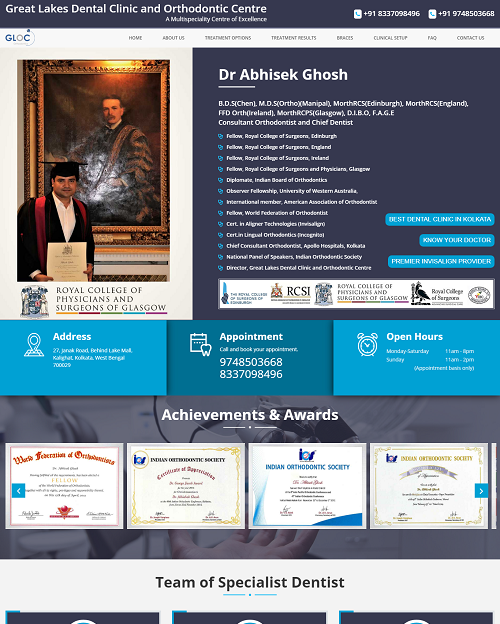 Great Lakes Dental Clinic and Orthodontic Centre
A Multispeciality Centre of Excellence
+91 8337098496
+91 9748503668
GLOC
HOME
ABOUT US
TREATMENT OPTIONS
TREATMENT RESULTS
BRACES
CLINICAL SETUP
FAQ
CONTACT US
Dr Abhisek Ghosh
B.D.S(Chen), M.D.S(Ortho)(Manipal), MorthRCS(Edinburgh), MorthRCS(England),
FFD Orth(Ireland), MorthRCPS(Glasgow), D.I.B.O, F.A.G.E
Consultant Orthodontist and Chief Dentist
Fellow, Royal College of Surgeons, Edinburgh
Fellow, Royal College of Surgeons, England
Fellow, Royal College of Surgeons, Ireland
Fellow, Royal College of Surgeons and Physicians, Glasgow
Diplomate, Indian Board of Orthodontics
Observer Fellowship, University of Western Australia,
International member, American Association of Orthodontist
Fellow, World Federation of Orthodontist
Cert. in Aligner Technologies (Invisalign)
Cert.in Lingual Orthodontics (Incognito)
Chief Consultant Orthodontist, Apollo Hospitals, Kolkata
National Panel of Speakers, Indian Orthodontic Society
Director, Great Lakes Dental Clinic and Orthodontic Centre
BEST DENTAL CLINIC IN KOLKATA
KNOW YOUR DOCTOR
PREMIER INVISALIGN PROVIDER
ROYAL COLLEGE OF
PHYSICIANS AND
SURGEONS OF GLASGOW
THE ROYAL COLLEGE
OF SURGEONS OF
EDINBURGH
RCSI
ROYAL COLLEGE OF
PHYSICIANS AND
SURGEONS OF GLASGOW
Royal College
of Surgeons
Address
27, Janak Road, Behind Lake Mall,
Kalighat, Kolkata, West Bengal
700029
Appointment
Call and book your appointment.
9748503668
8337098496
Open Hours
Monday-Saturday 11am - 8pm
Sunday 11am - 2pm
(Appointment basis only)
Achievements & Awards
World Federation of Orthodontists
FELLOW
INDIAN ORTHODONTIC SOCIETY
Certificate of Appreciation
INDIAN ORTHODONTIC SOCIETY
INDIAN ORTHODONTIC SOCIETY
Team of Specialist Dentist